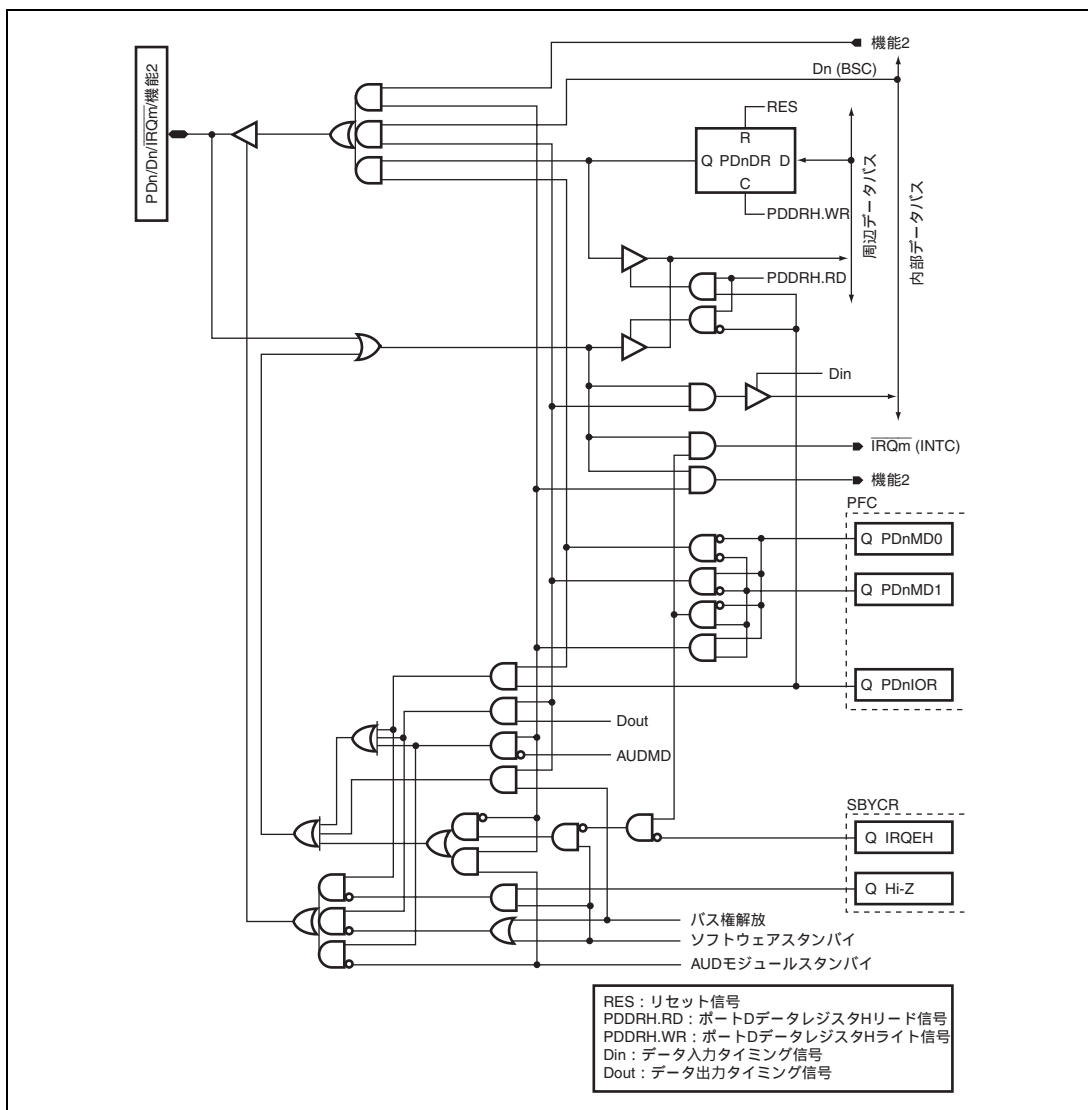 PDn/Dn/IRQm/機能2
機能2
Dn (BSC)
RES
R
Q PDnDR D
C
PDDRH.WR
周辺データバス
内部データバス
PDDRH.RD
Din
IRQm (INTC)
機能2
PFC
Q PDnMD0
Q PDnMD1
Q PDnIOR
Dout
AUDMD
SBYCR
Q IRQEH
Q Hi-Z
バス権解放
ソフトウェアスタンバイ
AUDモジュールスタンバイ
RES：リセット信号
PDDRH.RD：ポートDデータレジスタHリード信号
PDDRH.WR：ポートDデータレジスタHライト信号
Din：データ入力タイミング信号
Dout：データ出力タイミング信号